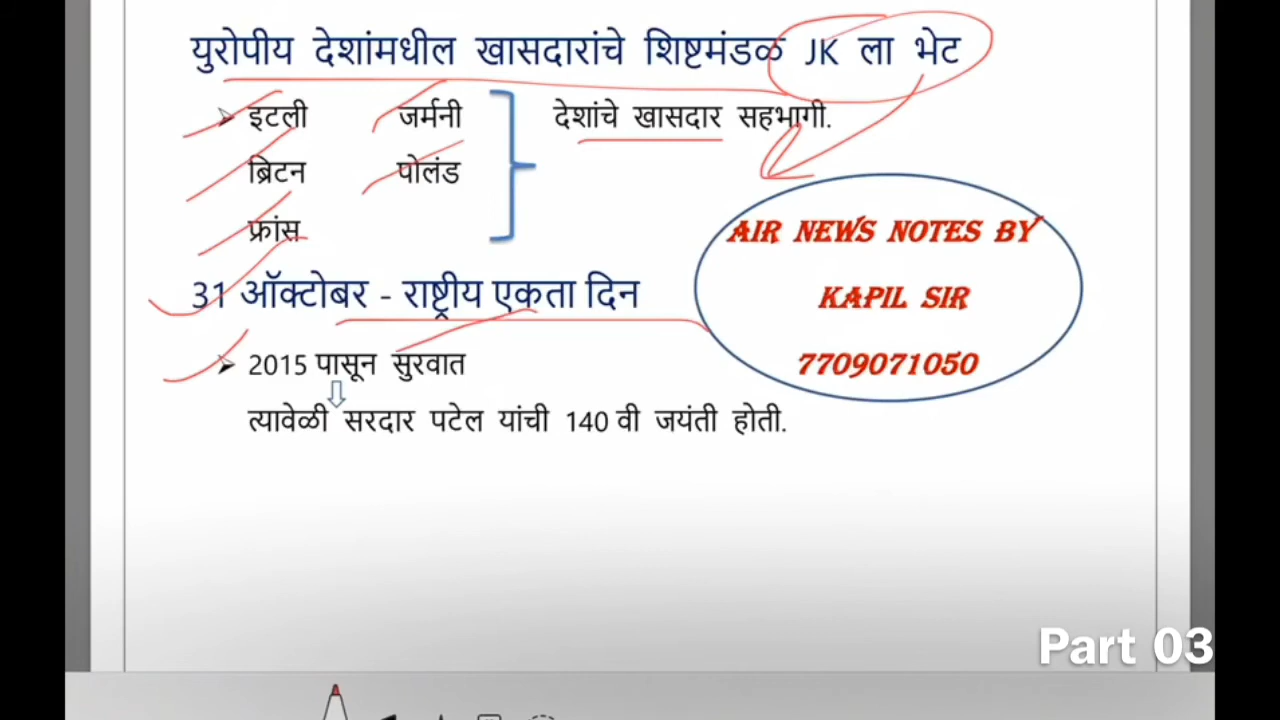 युरोपीय देशांमधील खासदारांचे शिष्टमंडळ JK ला भेट
➢ इटली जर्मनी देशांचे खासदार सहभागी.
ब्रिटन पोलंड
फ्रांस
31 ऑक्टोबर - राष्ट्रीय एकता दिन
➢ 2015 पासून सुरवात
त्यावेळी सरदार पटेल यांची 140 वी जयंती होती.
AIR NEWS NOTES BY
KAPIL SIR
7709071050
Part 03